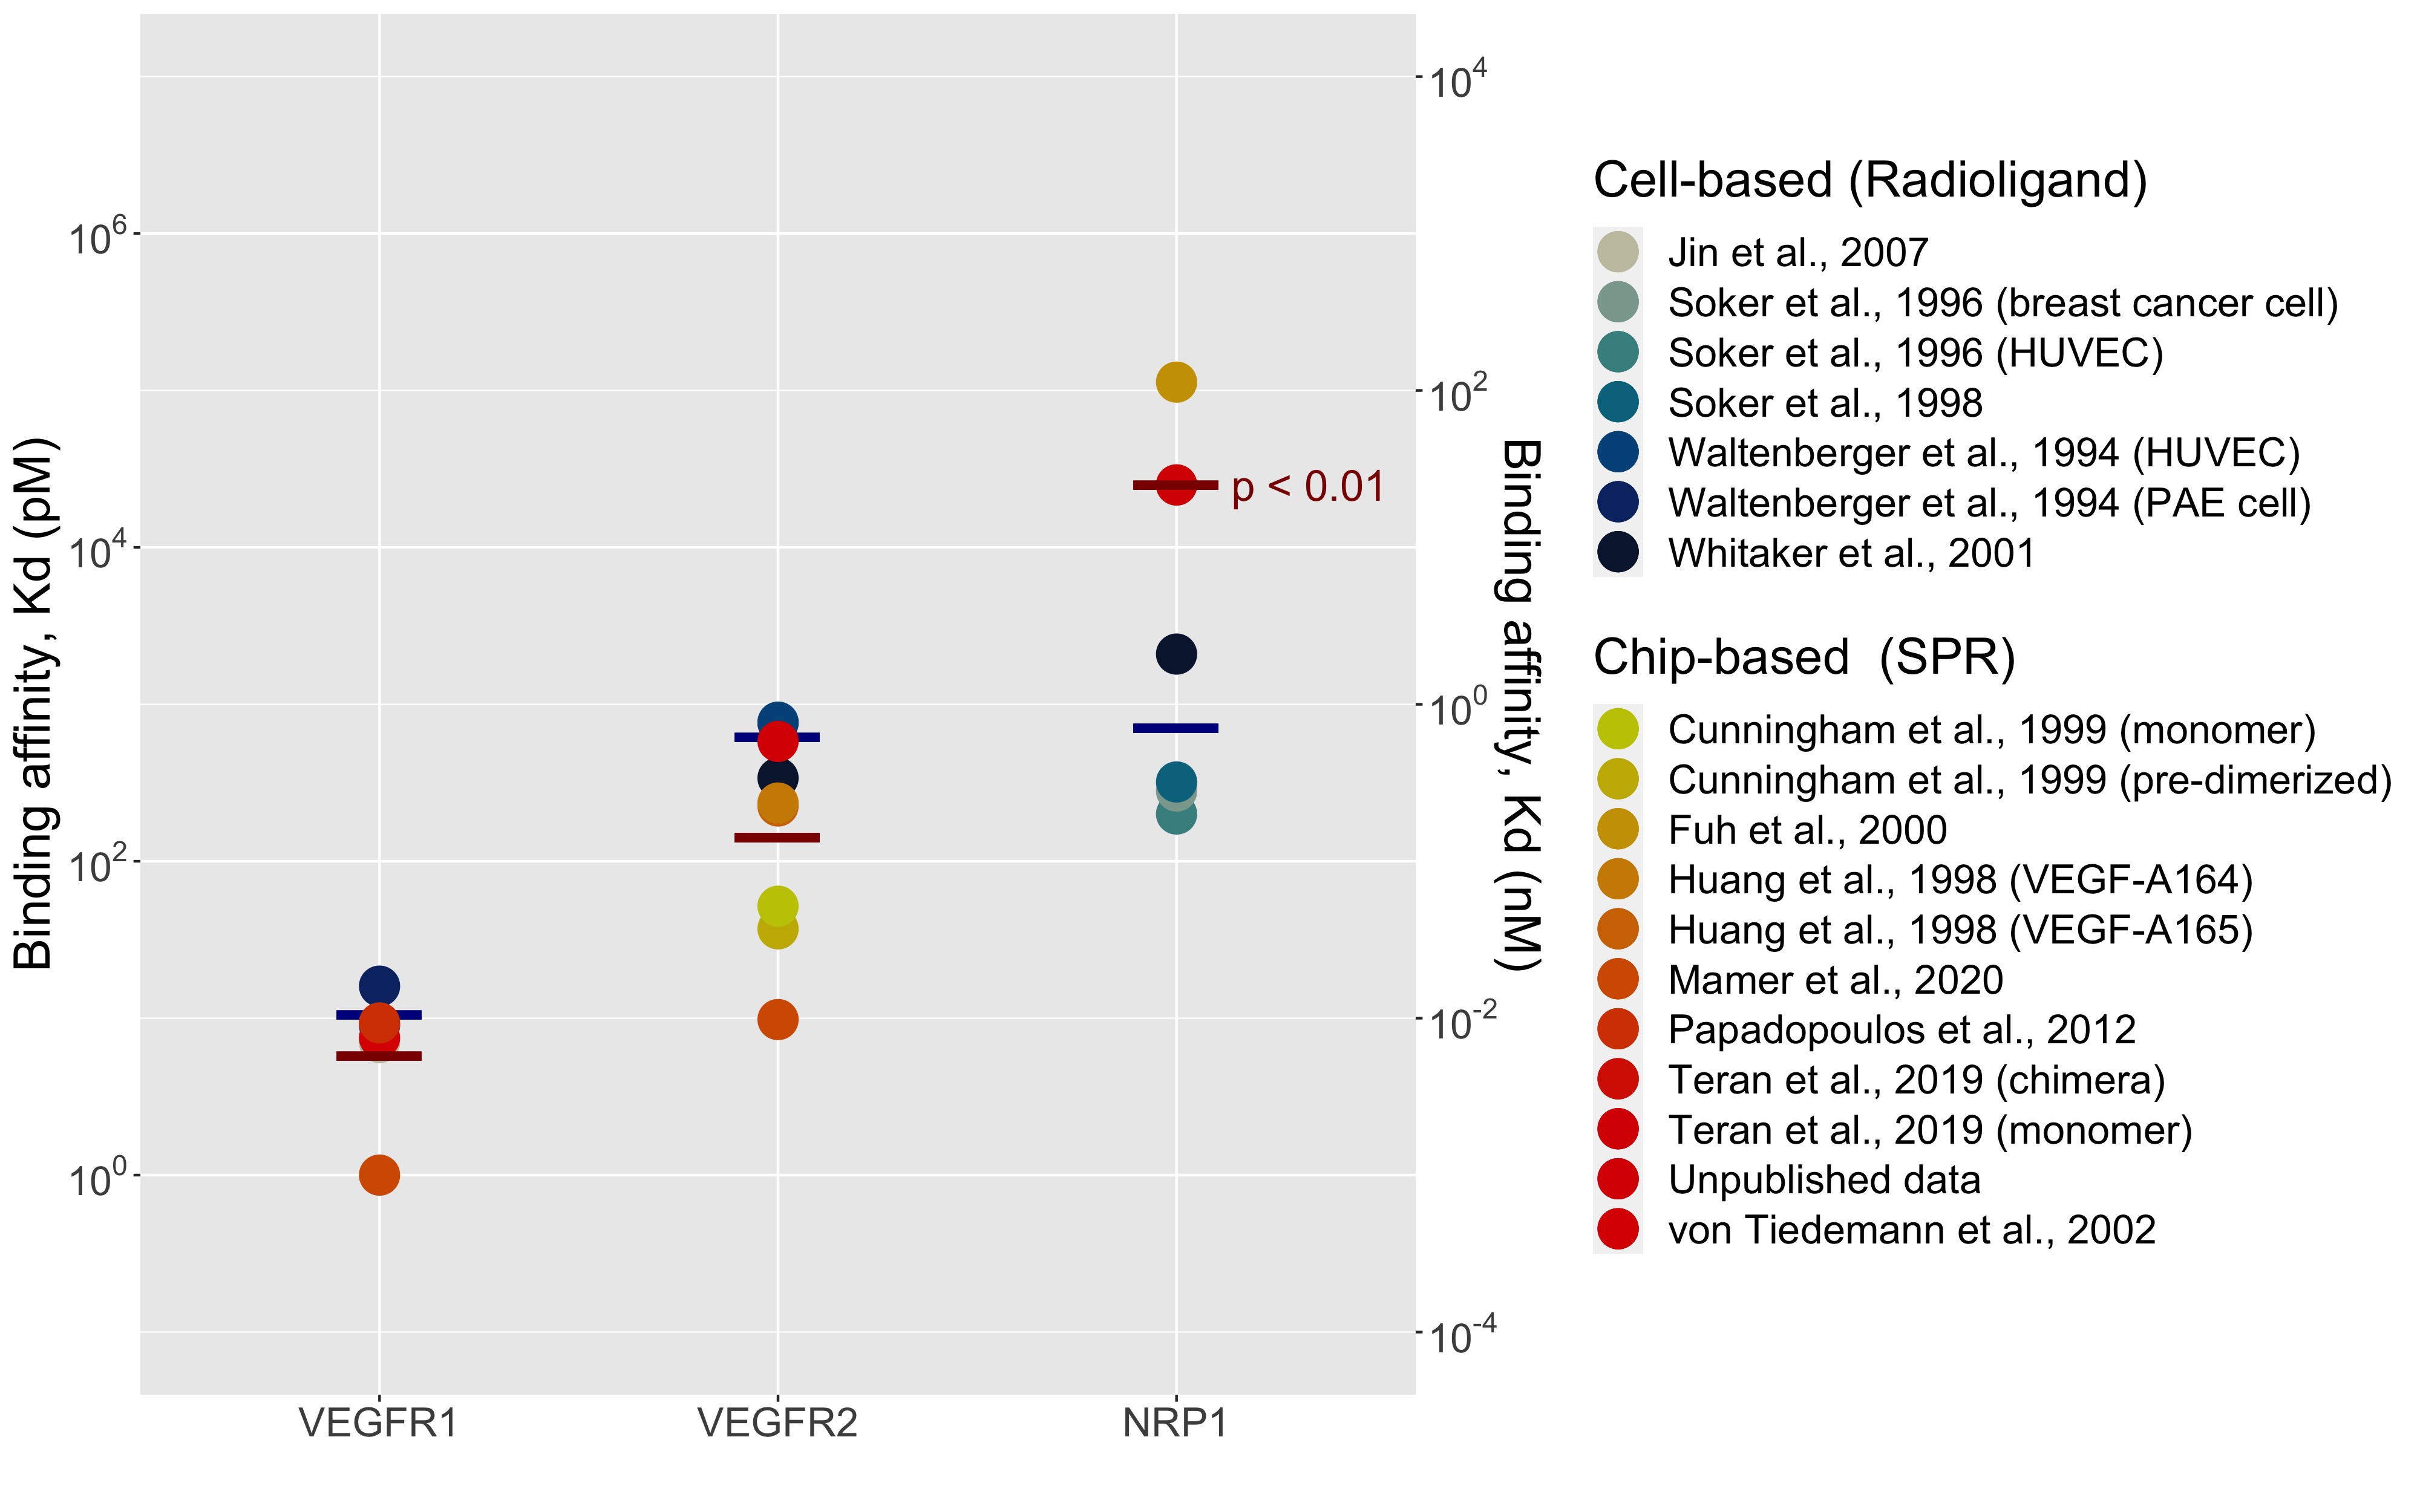 Binding affinity, Kd (pM)
10^6
10^4
10^2
10^0
VEGFR1
VEGFR2
NRP1
p < 0.01
10^4
10^2
10^0
10^-2
10^-4
Binding affinity, Kd (nM)
Cell-based (Radioligand)
Jin et al., 2007
Soker et al., 1996 (breast cancer cell)
Soker et al., 1996 (HUVEC)
Soker et al., 1998
Waltenberger et al., 1994 (HUVEC)
Waltenberger et al., 1994 (PAE cell)
Whitaker et al., 2001
Chip-based (SPR)
Cunningham et al., 1999 (monomer)
Cunningham et al., 1999 (pre-dimerized)
Fuh et al., 2000
Huang et al., 1998 (VEGF-A164)
Huang et al., 1998 (VEGF-A165)
Mamer et al., 2020
Papadopoulos et al., 2012
Teran et al., 2019 (chimera)
Teran et al., 2019 (monomer)
Unpublished data
von Tiedemann et al., 2002